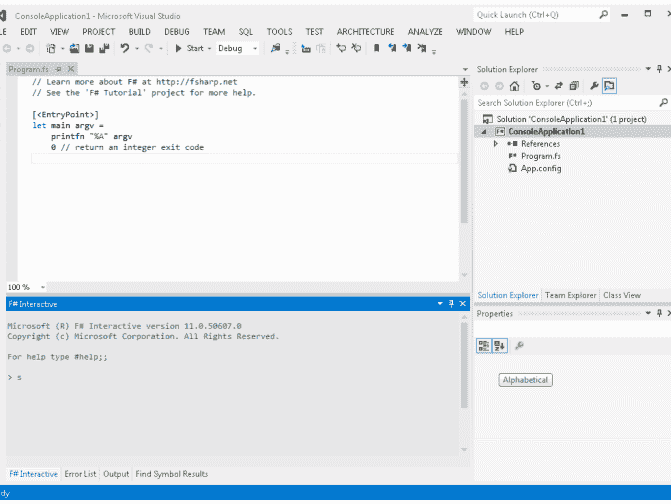 ConsoleApplication1 - Microsoft Visual Studio
Quick Launch (Ctrl+Q)
LE EDIT VIEW PROJECT BUILD DEBUG TEAM SQL TOOLS TEST ARCHITECTURE ANALYZE WINDOW HELP
Start Debug
Program.fs
// Learn more about F# at http://fsharp.net
// See the 'F# Tutorial' project for more help.
[<EntryPoint>]
let main argv =
printfn "%A" argv
0 // return an integer exit code
100 %
F# Interactive
Microsoft (R) F# Interactive version 11.0.50607.0
Copyright (c) Microsoft Corporation. All Rights Reserved.
For help type #help;;
> s
F# Interactive Error List Output Find Symbol Results
dy
Solution Explorer
Search Solution Explorer (Ctrl+;)
Solution 'ConsoleApplication1' (1 project)
ConsoleApplication1
References
Program.fs
App.config
Solution Explorer Team Explorer Class View
Properties
Alphabetical